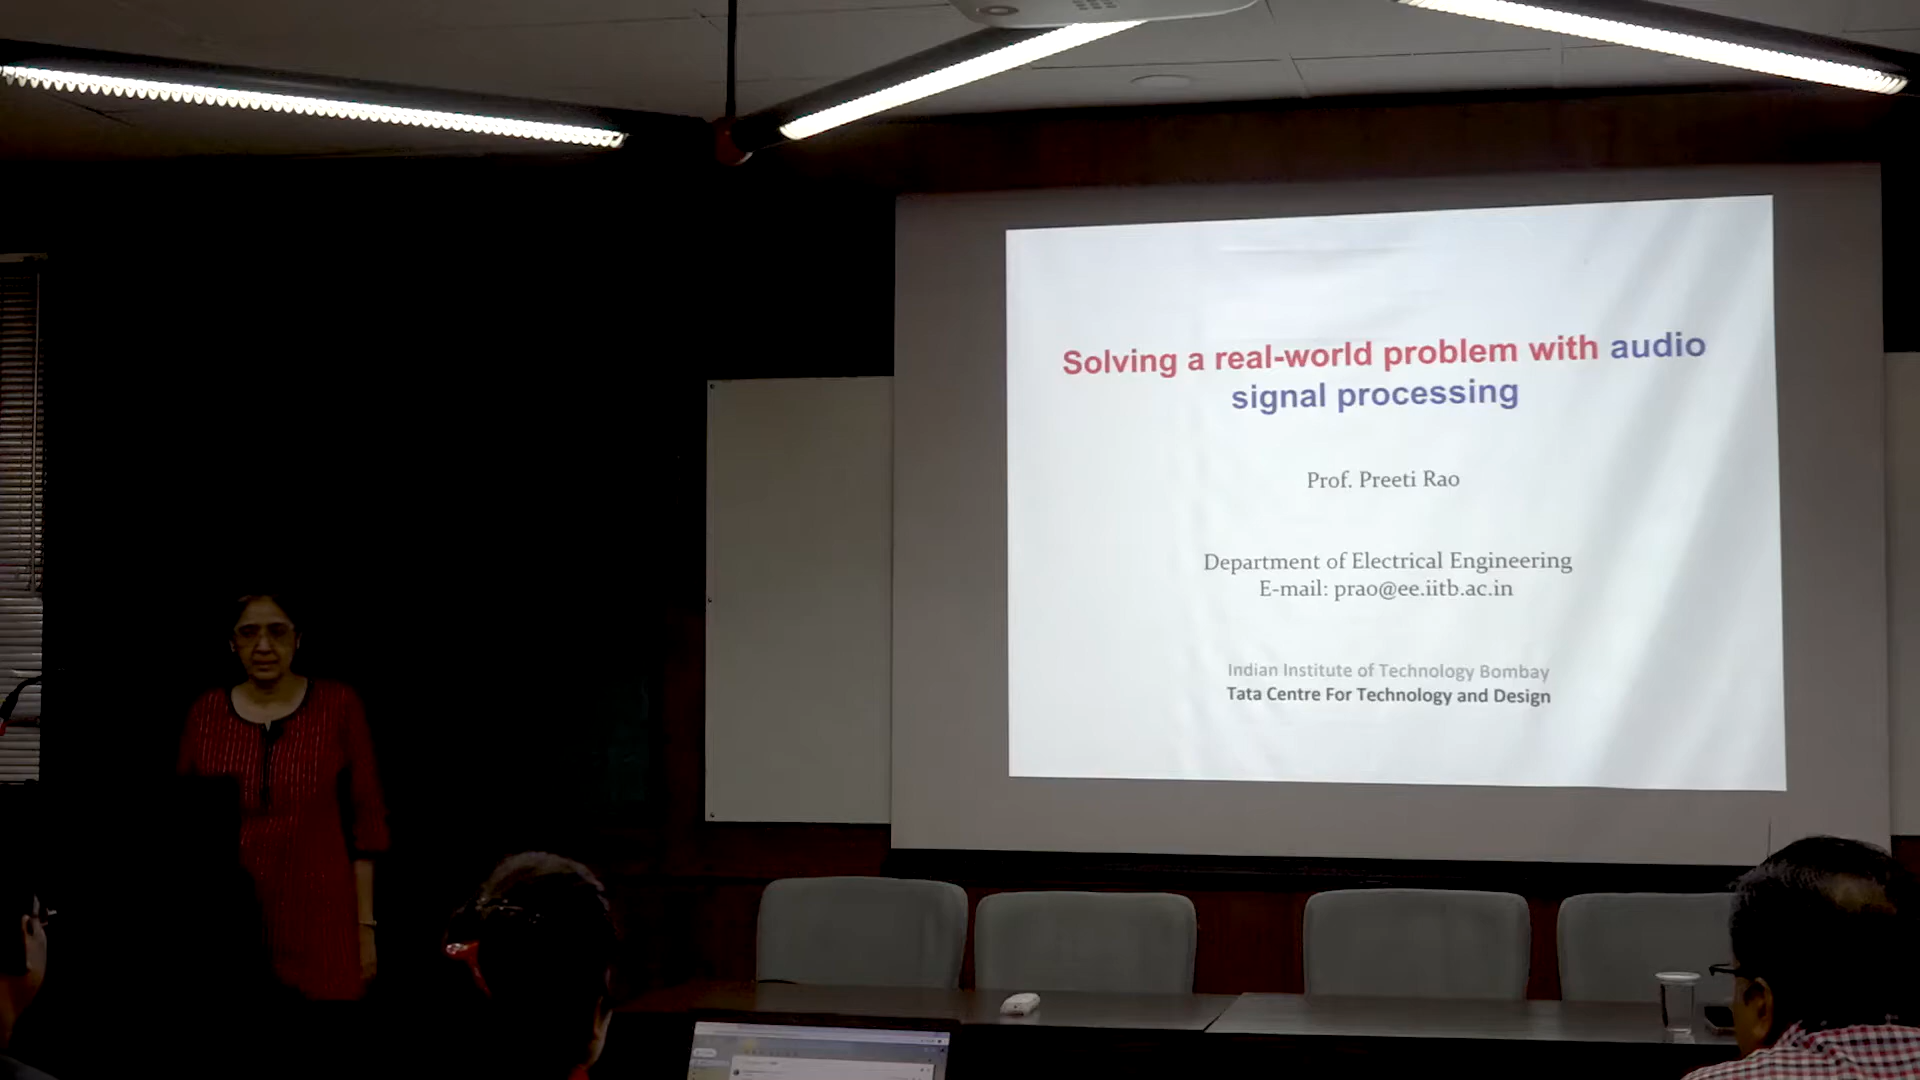 Solving a real-world problem with audio
signal processing
Prof. Preeti Rao
Department of Electrical Engineering
E-mail: prao@ee.iitb.ac.in
Indian Institute of Technology Bombay
Tata Centre For Technology and Design